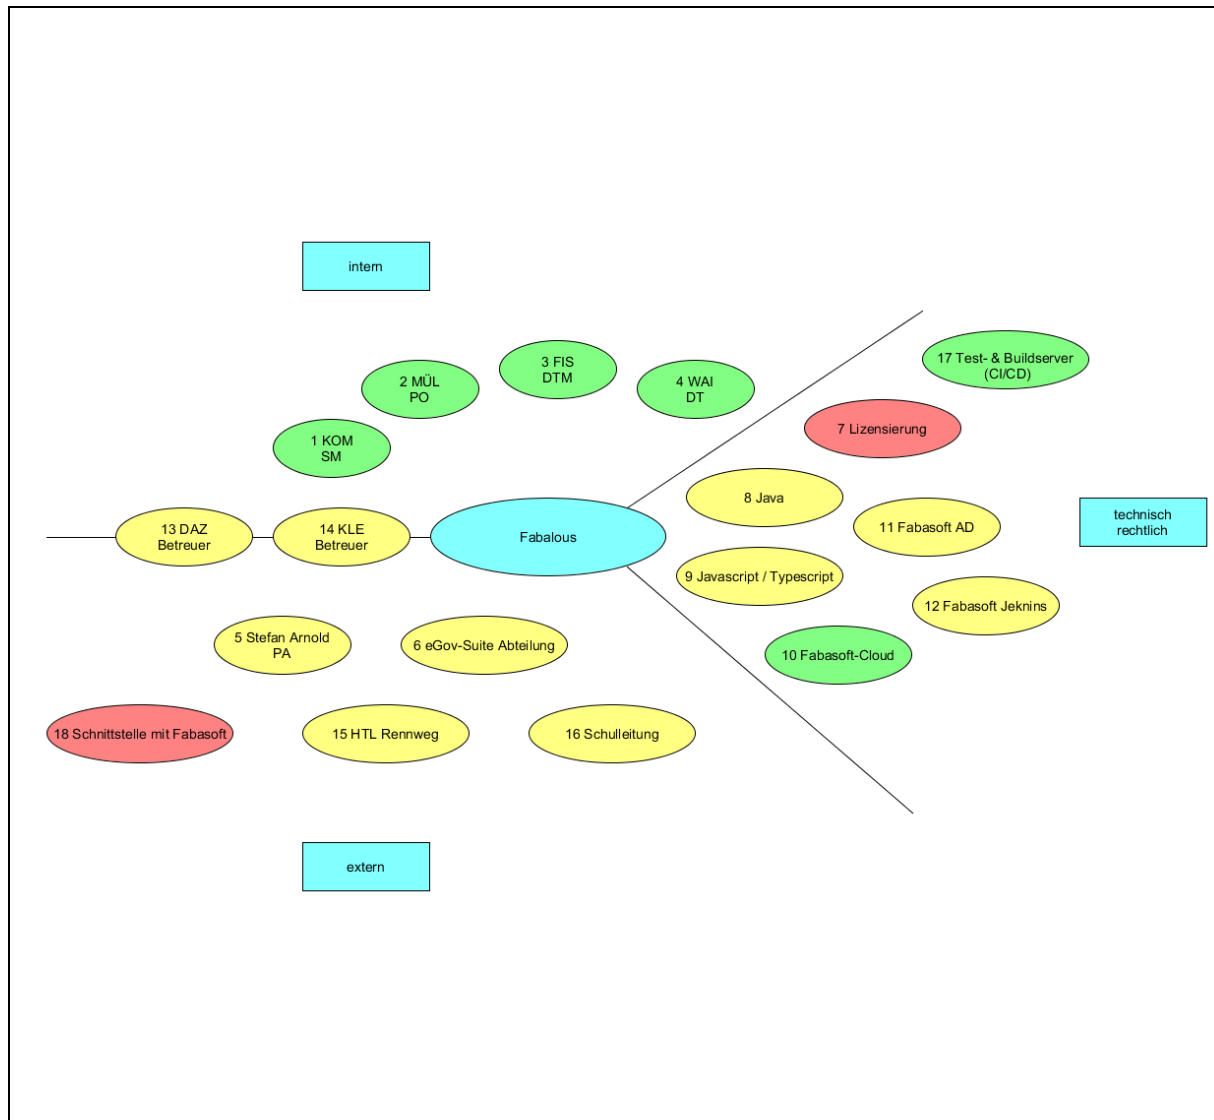 intern
17 Test- & Buildserver
(CI/CD)
3 FIS
DTM
2 MÜL
PO
4 WAI
DT
7 Lizensierung
1 KOM
SM
8 Java
technisch
rechtlich
11 Fabasoft AD
13 DAZ
Betreuer
14 KLE
Betreuer
Fabalous
9 Javascript / Typescript
12 Fabasoft Jeknins
5 Stefan Arnold
PA
6 eGov-Suite Abteilung
10 Fabasoft-Cloud
18 Schnittstelle mit Fabasoft
15 HTL Rennweg
16 Schulleitung
extern